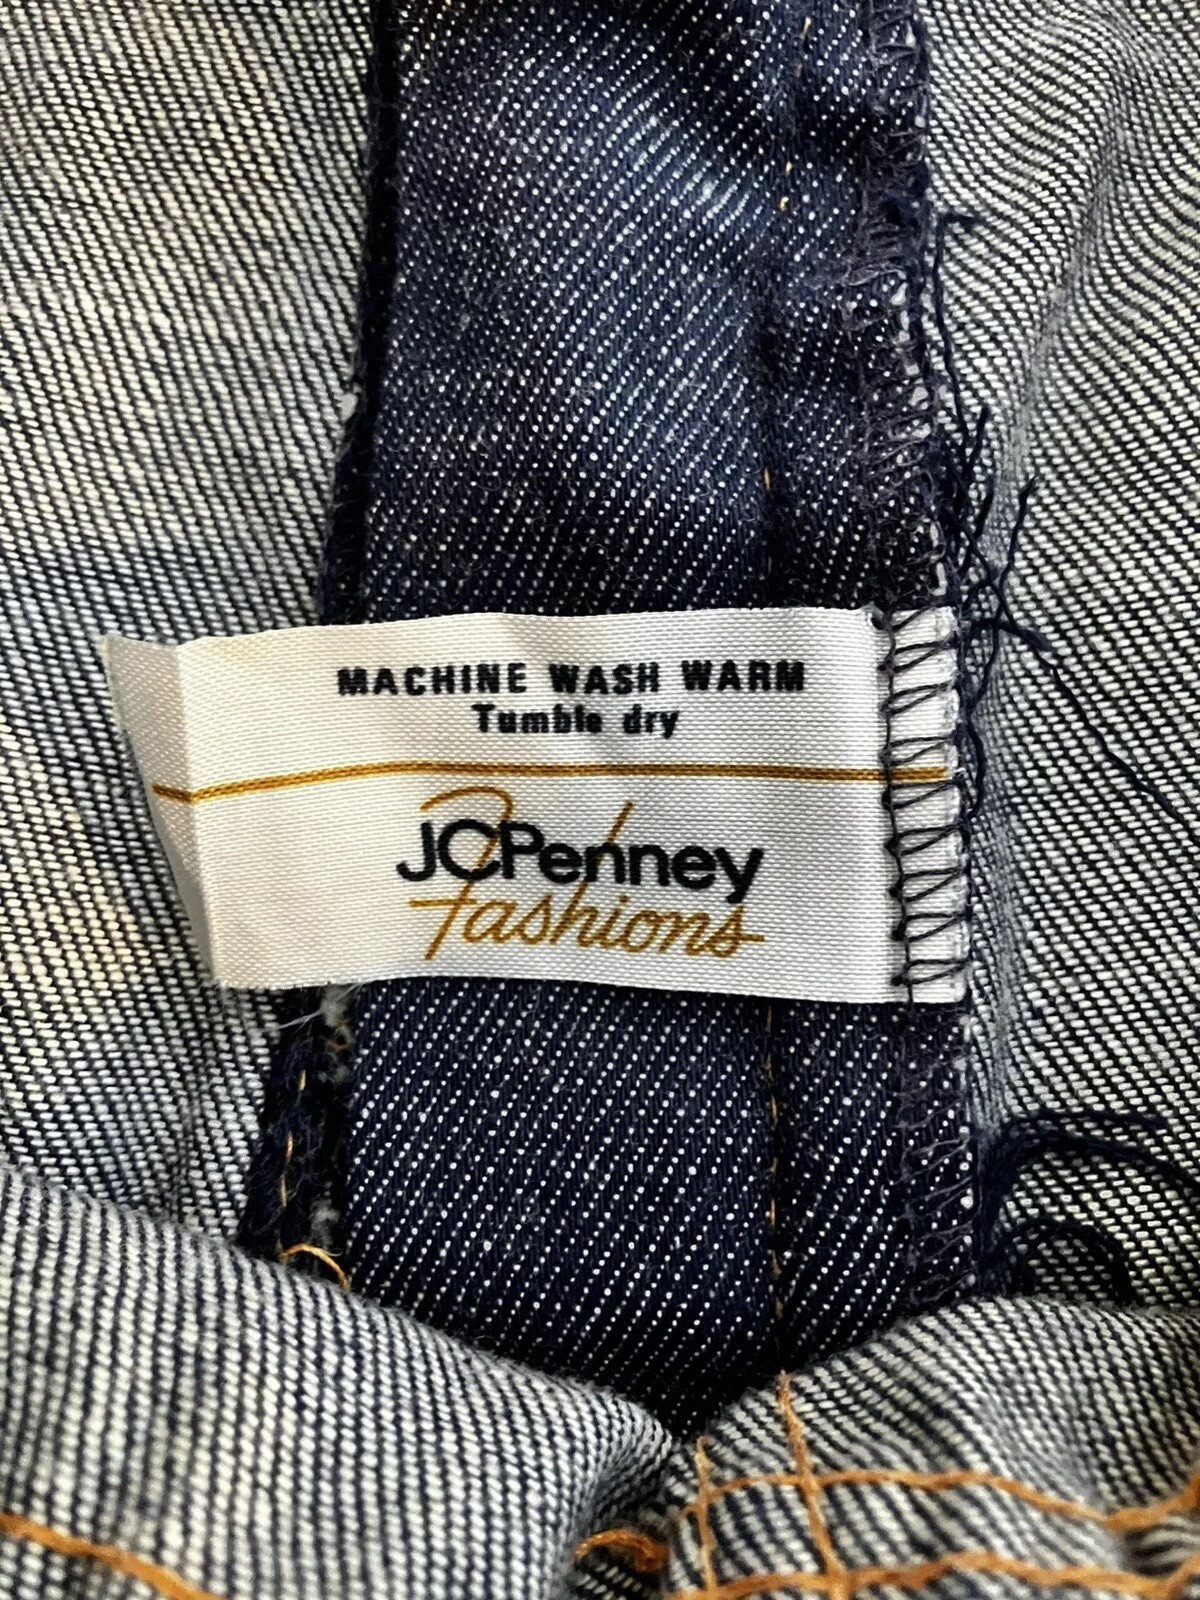 MACHINE WASH WARM
Tumble dry
JCPenney
Fashions